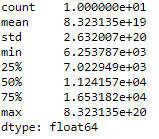 count    1.000000e+01
mean     8.323135e+19
std      2.632007e+20
min      6.253787e+03
25%      7.022949e+03
50%      1.124157e+04
75%      1.653182e+04
max      8.323135e+20
dtype: float64